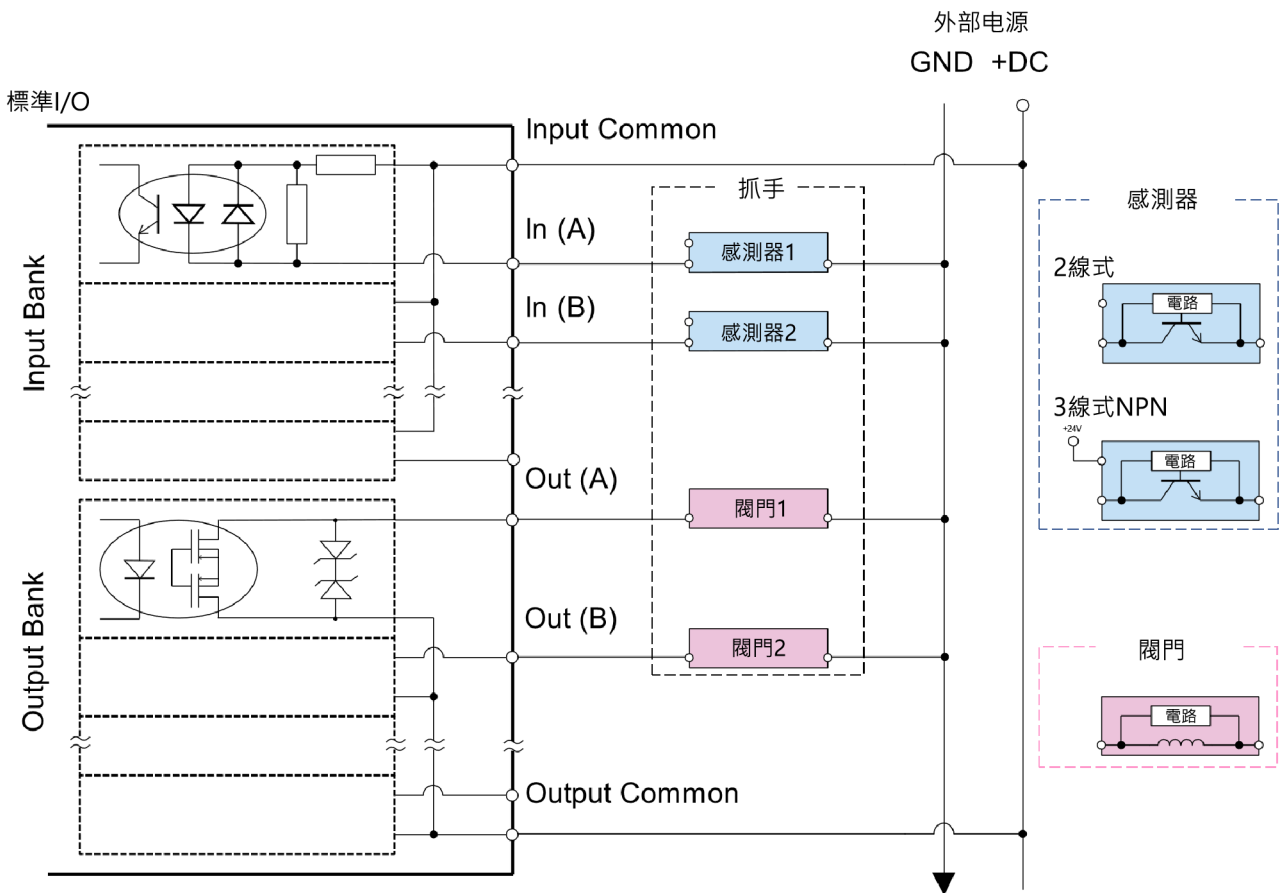 外部电源
GND +DC
標準I/O
Input Common
抓手
感測器
In (A)
感測器1
2線式
電路
In (B)
感測器2
Input Bank
3線式NPN
+24V
電路
Out (A)
閥門1
Out (B)
閥門2
Output Bank
閥門
電路
Output Common